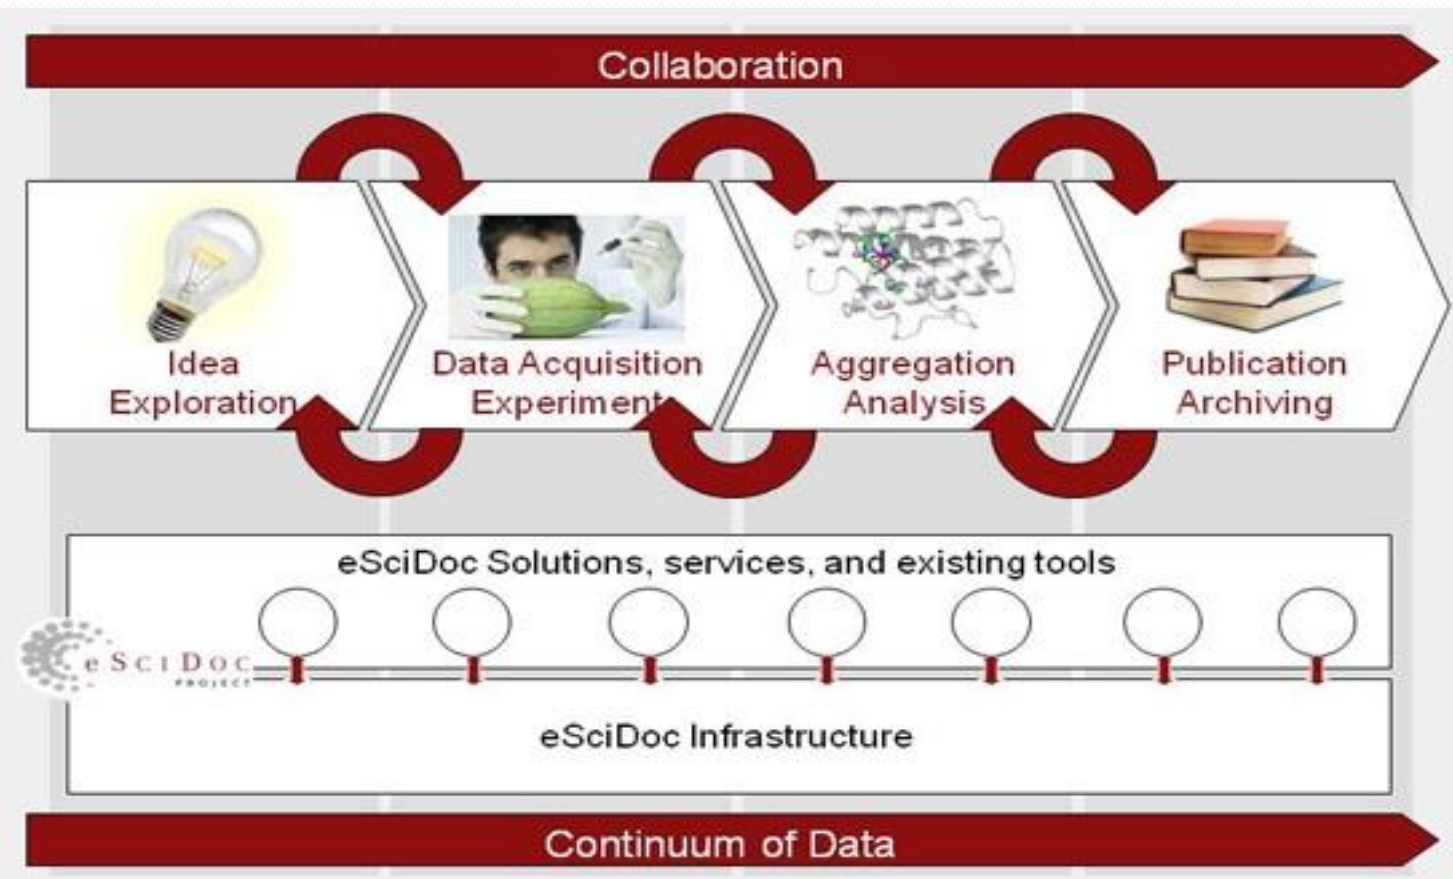 Collaboration
Idea
Exploration
Data Acquisition
Experiment
Aggregation
Analysis
Publication
Archiving
eSciDoc Solutions, services, and existing tools
eSciDoc
PROJECT
eSciDoc Infrastructure
Continuum of Data